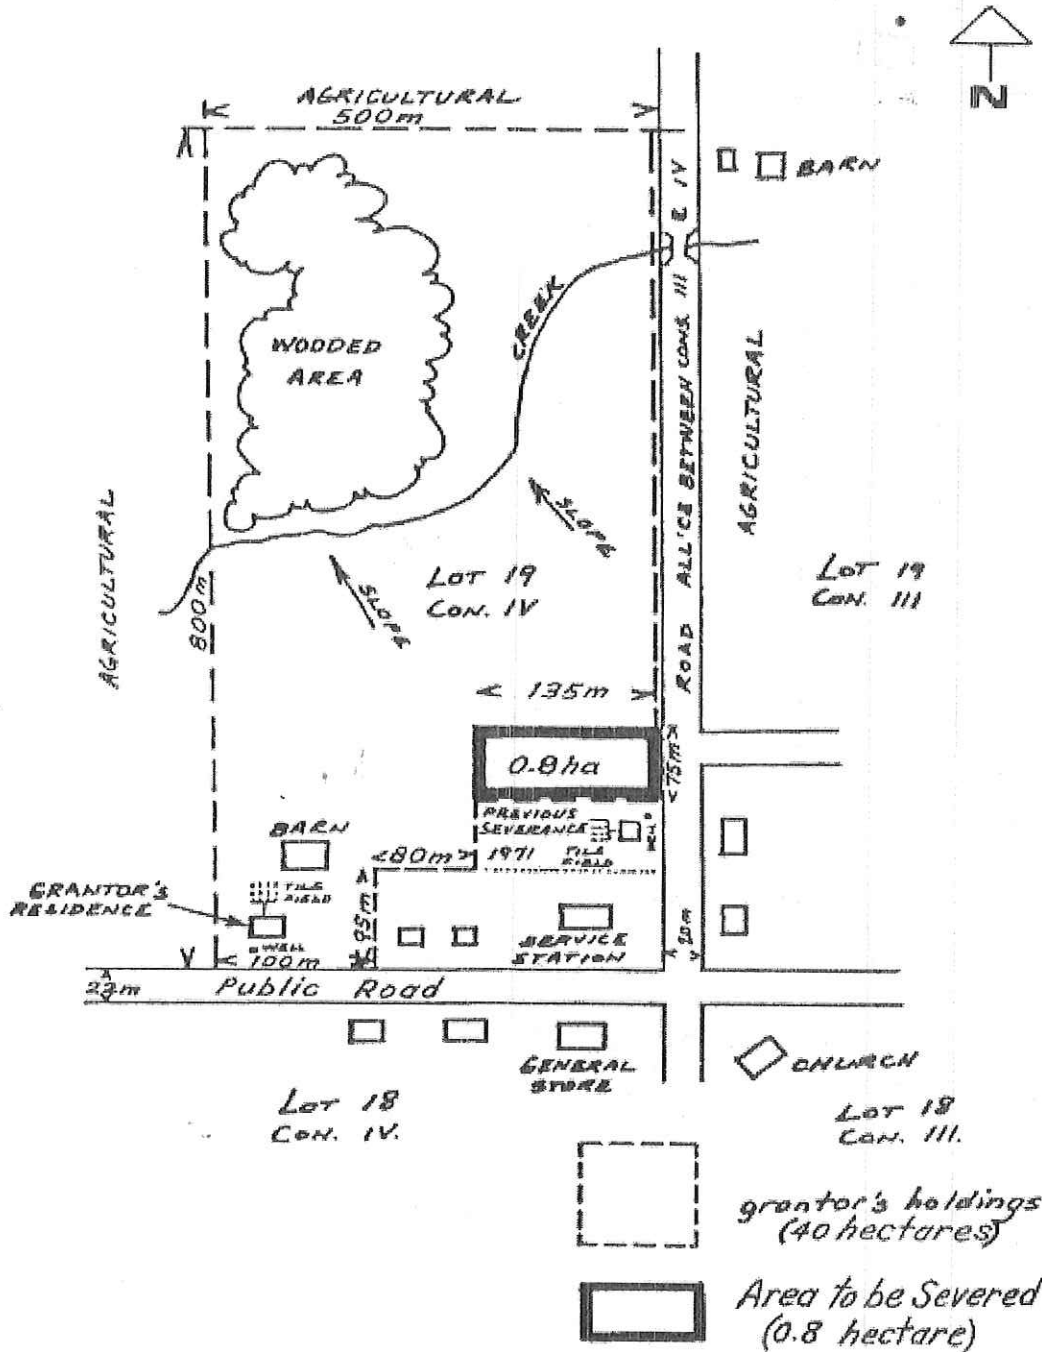 N
AGRICULTURAL
500m
BARN
WOODED
AREA
CREEK
ROAD ALL'CE BETWEEN CONS III & IV
AGRICULTURAL
AGRICULTURAL
SLOPE
SLOPE
800m
LOT 19
CON. IV
LOT 19
CON. III
135m
0.8ha
75m
PREVIOUS
SEVERANCE
1971
TILE
FIELD
BARN
80m
GRANTOR'S
RESIDENCE
TILE
FIELD
WELL
95m
100m
SERVICE
STATION
20m
Public Road
GENERAL
STORE
CHURCH
LOT 18
CON. IV.
LOT 18
CON. III.
grantor's holdings
(40 hectares)
Area to be Severed
(0.8 hectare)